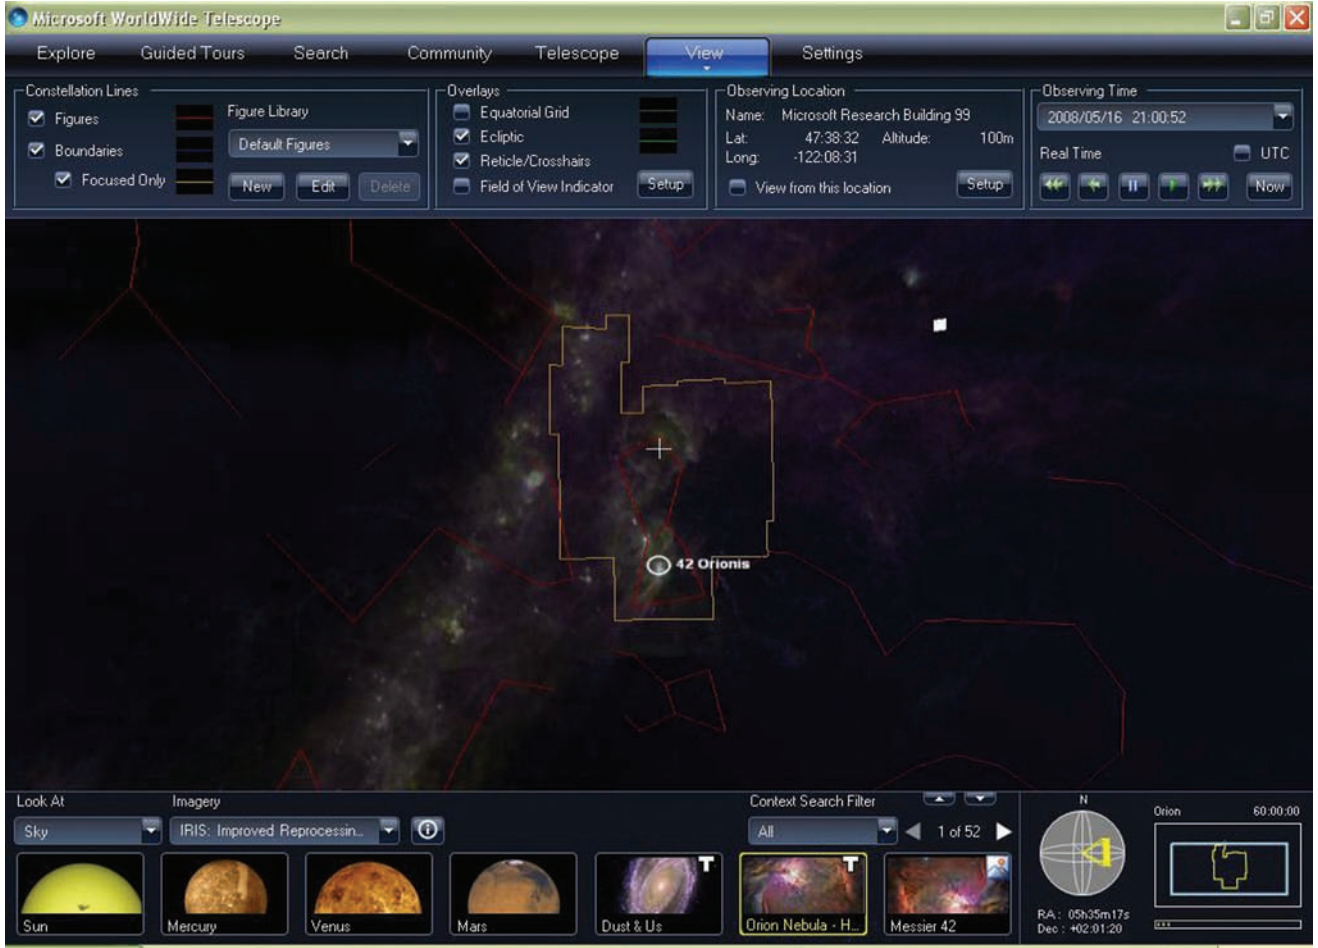 Microsoft WorldWide Telescope
Explore Guided Tours Search Community Telescope View Settings
Constellation Lines
Figures
Boundaries
Focused Only
Figure Library
Default Figures
New Edit Delete
Overlays
Equatorial Grid
Ecliptic
Reticle/Crosshairs
Field of View Indicator
Setup
Observing Location
Name: Microsoft Research Building 99
Lat: 47:38:32 Altitude: 100m
Long: -122:08:31
View from this location
Setup
Observing Time
2008/05/16 21:00:52
Real Time UTC
Now
42 Orionis
Look At
Sky
Imagery
IRIS: Improved Reprocessin...
Context Search Filter
All
1 of 52
Sun
Mercury
Venus
Mars
Dust & Us
T
Orion Nebula - H...
T
Messier 42
N
RA : 05h35m17s
Dec : +02:01:20
Orion 60:00:00